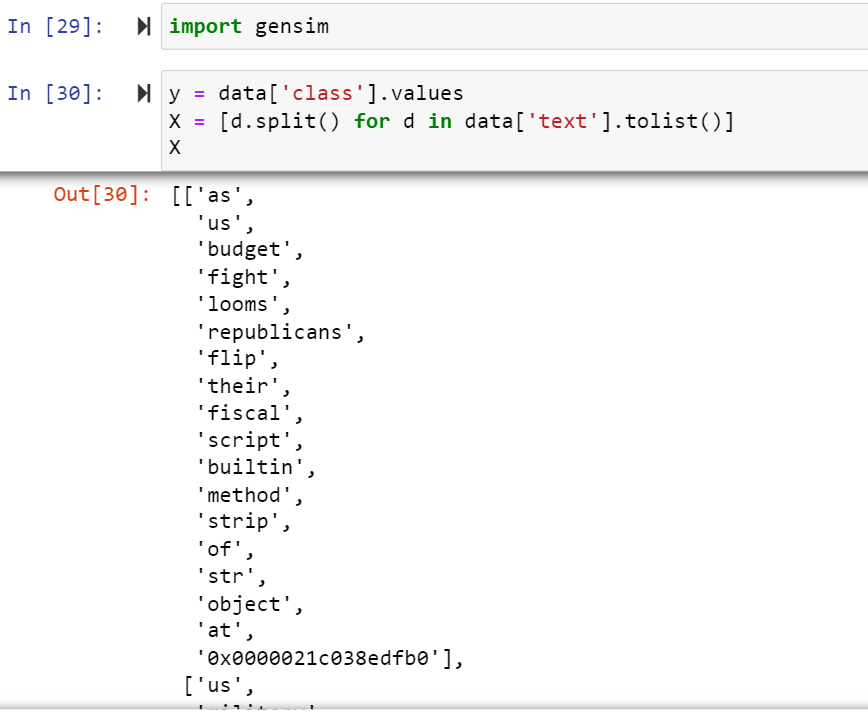 In [29]: import gensim
In [30]: y = data['class'].values
X = [d.split() for d in data['text'].tolist()]
X
Out[30]: [['as',
'us',
'budget',
'fight',
'looms',
'republicans',
'flip',
'their',
'fiscal',
'script',
'builtin',
'method',
'strip',
'of',
'str',
'object',
'at',
'0x0000021c038edfb0'],
['us',